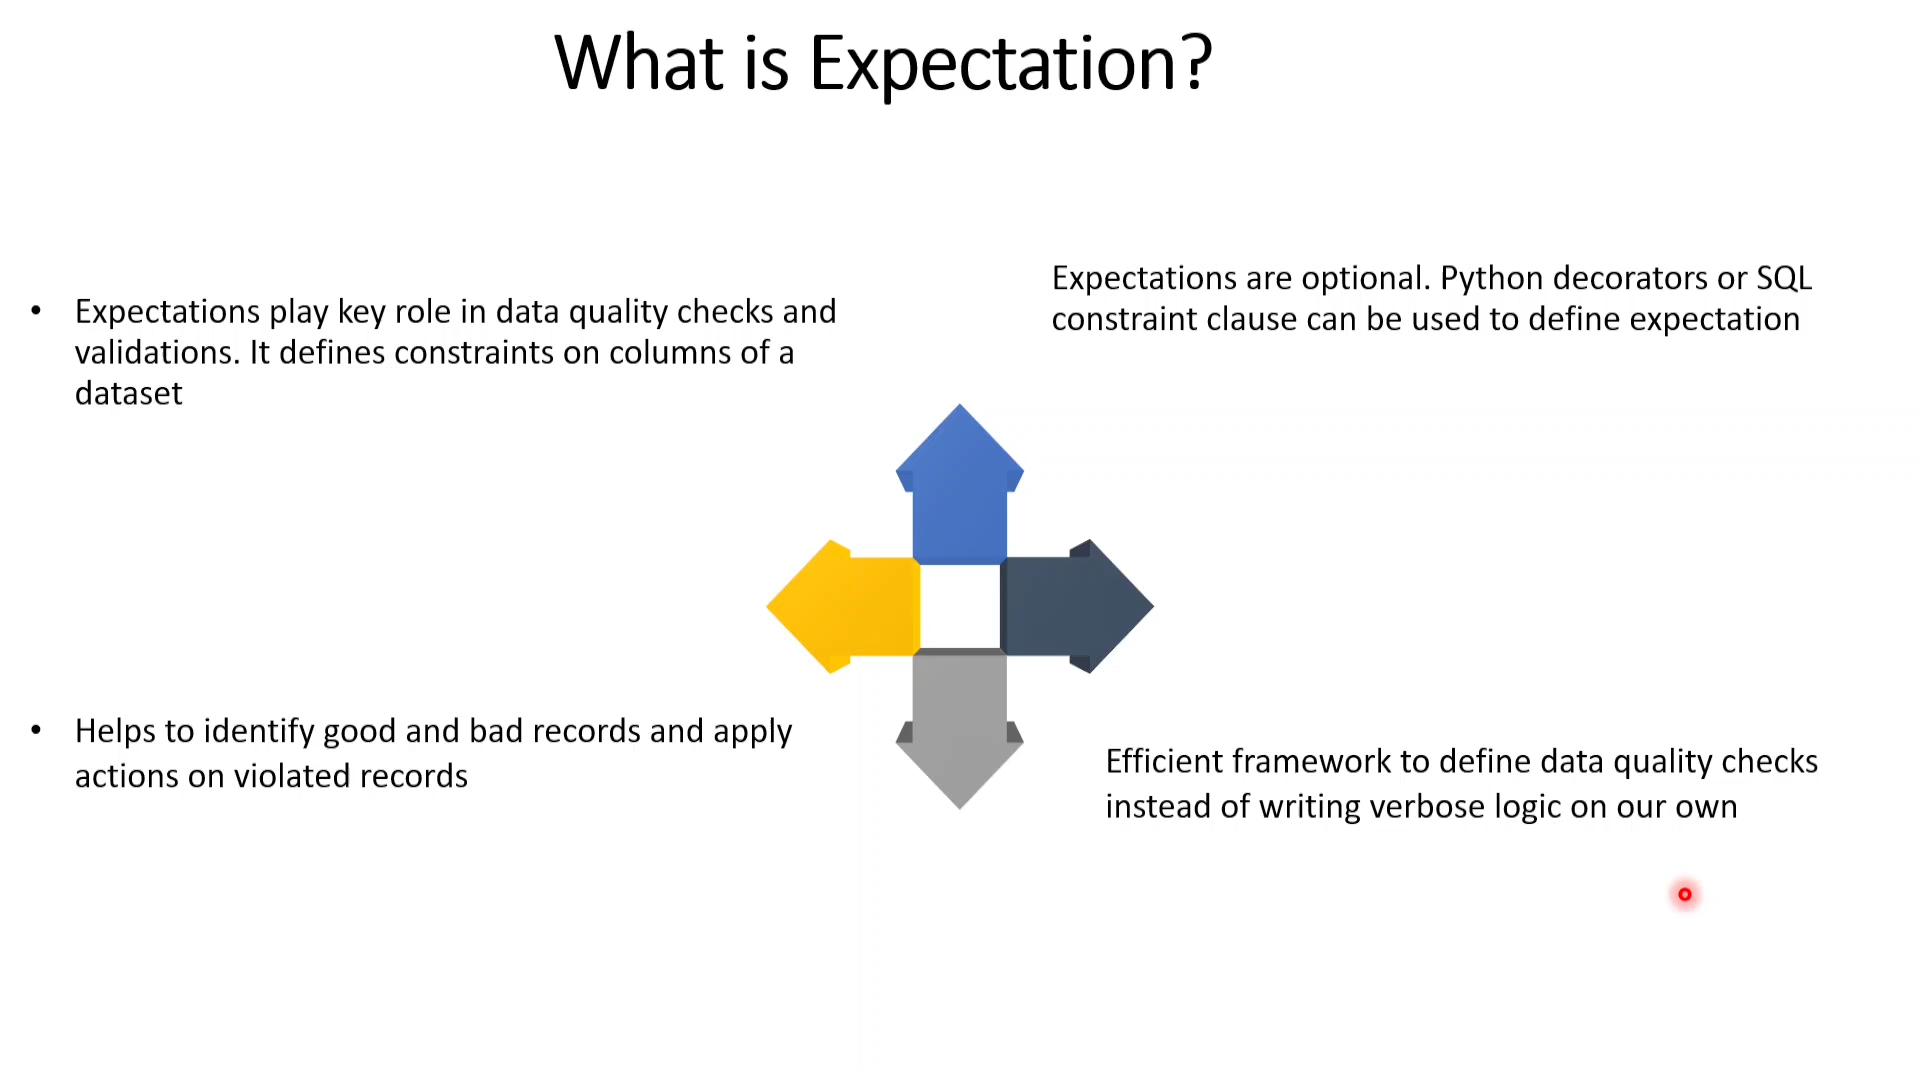 What is Expectation?
• Expectations play key role in data quality checks and
validations. It defines constraints on columns of a
dataset
Expectations are optional. Python decorators or SQL
constraint clause can be used to define expectation
• Helps to identify good and bad records and apply
actions on violated records
Efficient framework to define data quality checks
instead of writing verbose logic on our own